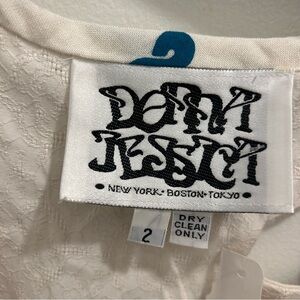 DONNA
JESSICA
• NEW YORK • BOSTON • TOKYO •
2
DRY
CLEAN
ONLY